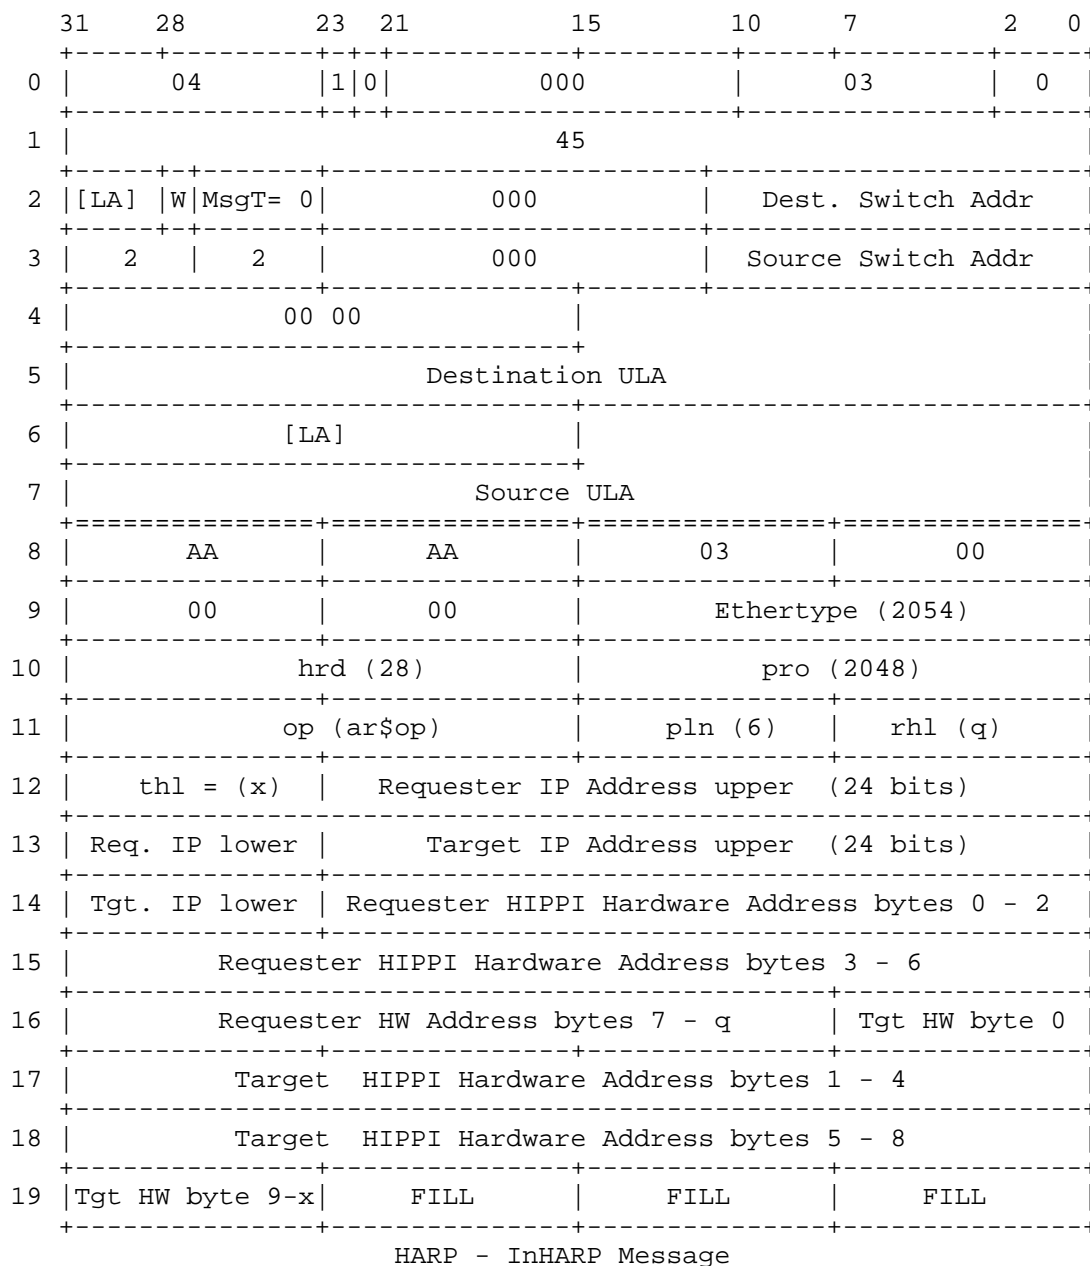 31    28         23  21           15         10      7          2    0
      +-----+---------+-+-+----------+---------+-----+---------+-----+
0 |      04       |1|0|         000         |      03       |  0  |
      +---------------+-+-+---------------------+---------------+-----+
1 |                              45                               |
      +-----+-+-------+-----------------------+-----------------------+
2 |[LA] |W|MsgT= 0|          000          |   Dest. Switch Addr   |
      +-----+-+-------+-----------------------+-----------------------+
3 |   2   |   2   |          000          |  Source Switch Addr   |
      +---------------+---------------+-------+-----------------------+
4 |             00 00             |                               |
      +-------------------------------+                               |
5 |                      Destination ULA                          |
      +-------------------------------+-------------------------------+
6 |             [LA]              |                               |
      +-------------------------------+                               |
7 |                         Source ULA                            |
      +===============+===============+===============+===============+
8 |       AA      |      AA       |       03      |       00      |
      +---------------+---------------+---------------+---------------+
9 |       00      |      00       |        Ethertype (2054)       |
      +---------------+---------------+-------------------------------+
10 |              hrd (28)         |           pro (2048)          |
      +---------------+---------------+---------------+---------------+
11 |             op (ar$op)        |     pln (6)   |   rhl (q)     |
      +---------------+---------------+---------------+---------------+
12 |    thl = (x)  |   Requester IP Address upper  (24 bits)       |
      +---------------------------------------------------------------+
13 | Req. IP lower |      Target IP Address upper  (24 bits)       |
      +---------------+-----------------------------------------------+
14 | Tgt. IP lower | Requester HIPPI Hardware Address bytes 0 - 2  |
      +---------------+-----------------------------------------------+
15 |         Requester HIPPI Hardware Address bytes 3 - 6          |
      +-----------------------------------------------+---------------+
16 |         Requester HW Address bytes 7 - q      | Tgt HW byte 0 |
      +---------------+---------------+---------------+---------------+
17 |          Target  HIPPI Hardware Address bytes 1 - 4           |
      +---------------------------------------------------------------+
18 |          Target  HIPPI Hardware Address bytes 5 - 8           |
      +---------------+---------------+---------------+---------------+
19 |Tgt HW byte 9-x|     FILL      |     FILL      |     FILL      |
      +---------------+---------------+---------------+---------------+
HARP - InHARP Message